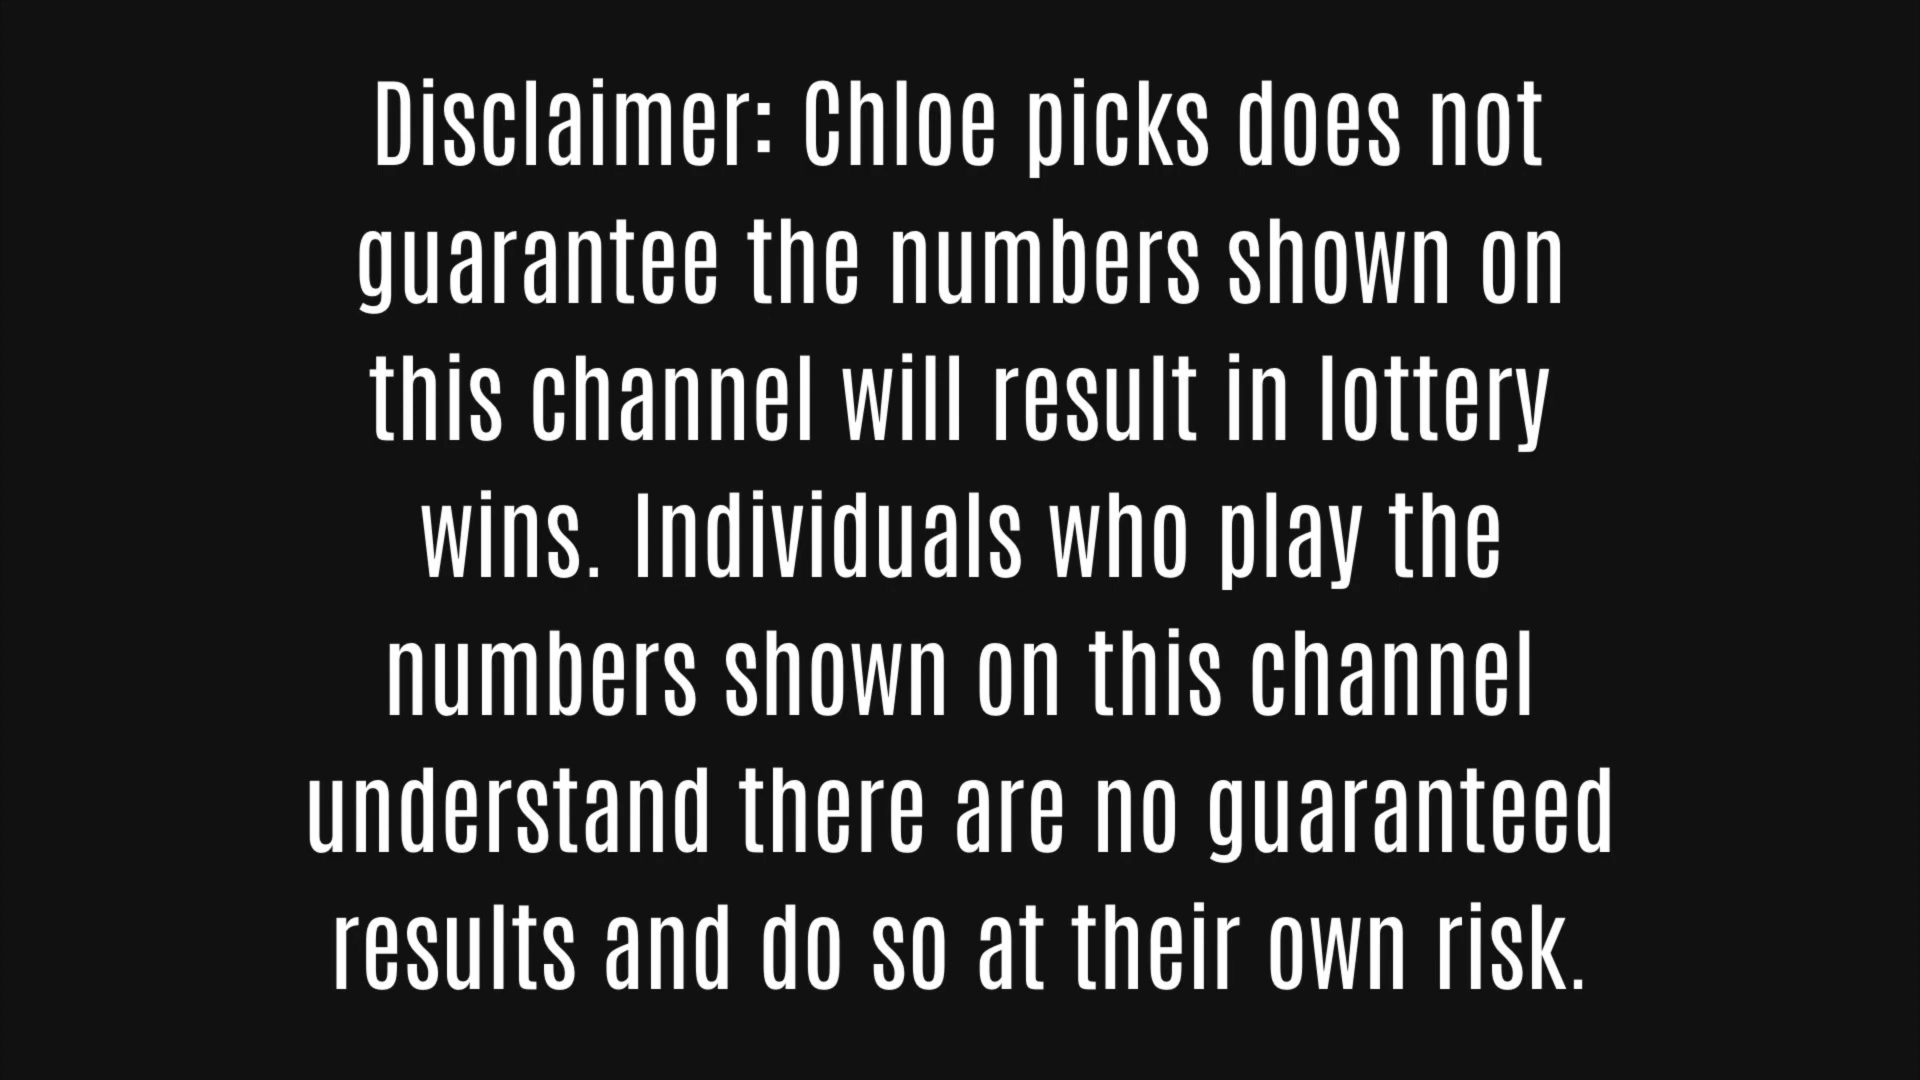 Disclaimer: Chloe picks does not
guarantee the numbers shown on
this channel will result in lottery
wins. Individuals who play the
numbers shown on this channel
understand there are no guaranteed
results and do so at their own risk.